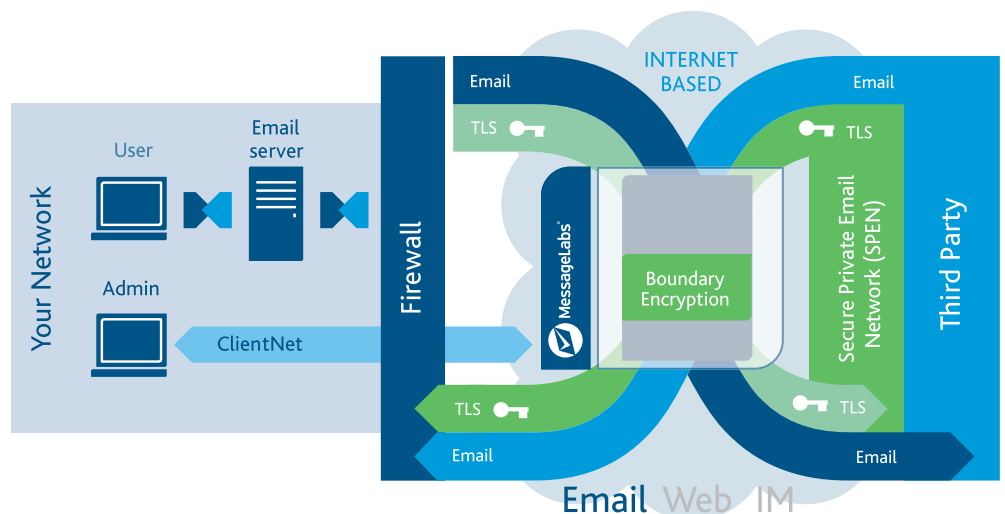 INTERNET
BASED
Your Network
User
Email
server
Admin
ClientNet
Firewall
Email
TLS
TLS
Email
MessageLabs
Boundary
Encryption
Email
TLS
Secure Private Email
Network (SPEN)
TLS
Email
Third Party
Email Web IM